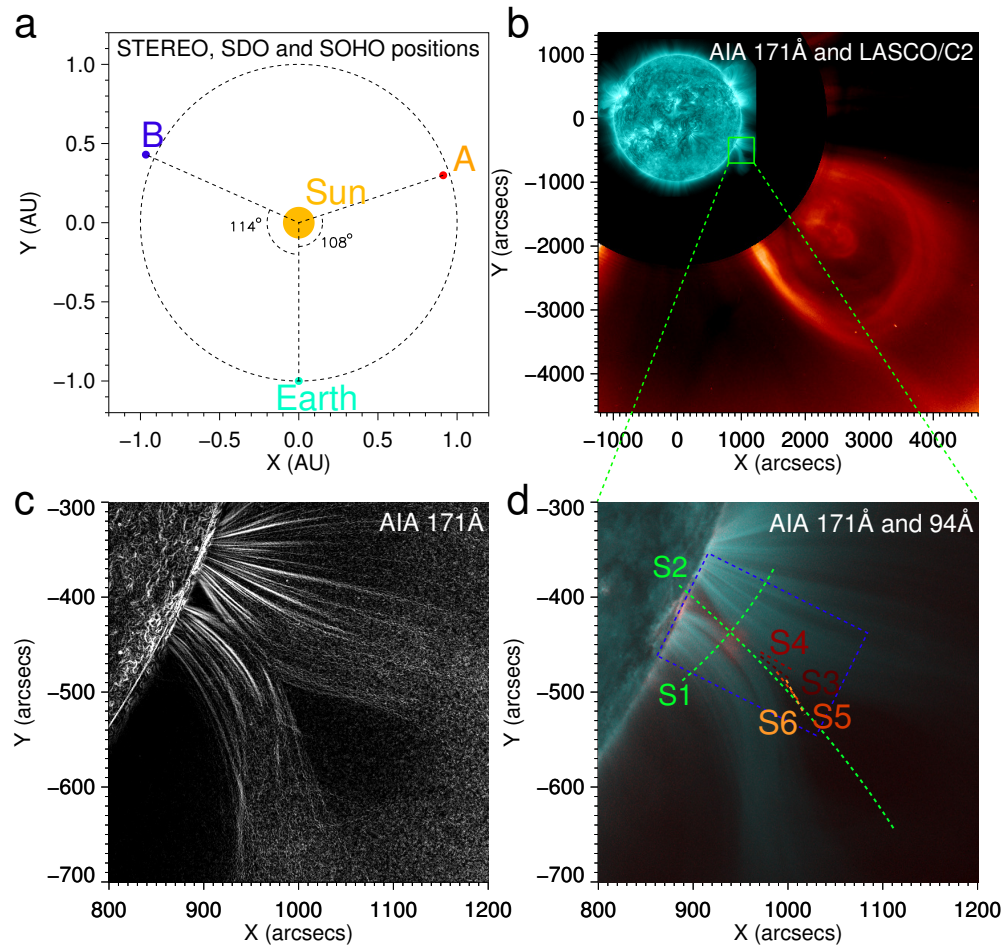 a
STEREO, SDO and SOHO positions
1.0
0.5
0.0
−0.5
−1.0
Y (AU)
B
A
Sun
114°
108°
Earth
−1.0 −0.5 0.0 0.5 1.0
X (AU)
b
AIA 171Å and LASCO/C2
1000
0
−1000
−2000
−3000
−4000
Y (arcsecs)
−1000 0 1000 2000 3000 4000
X (arcsecs)
c
AIA 171Å
−300
−400
−500
−600
−700
Y (arcsecs)
800 900 1000 1100 1200
X (arcsecs)
d
AIA 171Å and 94Å
−300
−400
−500
−600
−700
Y (arcsecs)
S2
S4
S3
S1
S6
S5
800 900 1000 1100 1200
X (arcsecs)